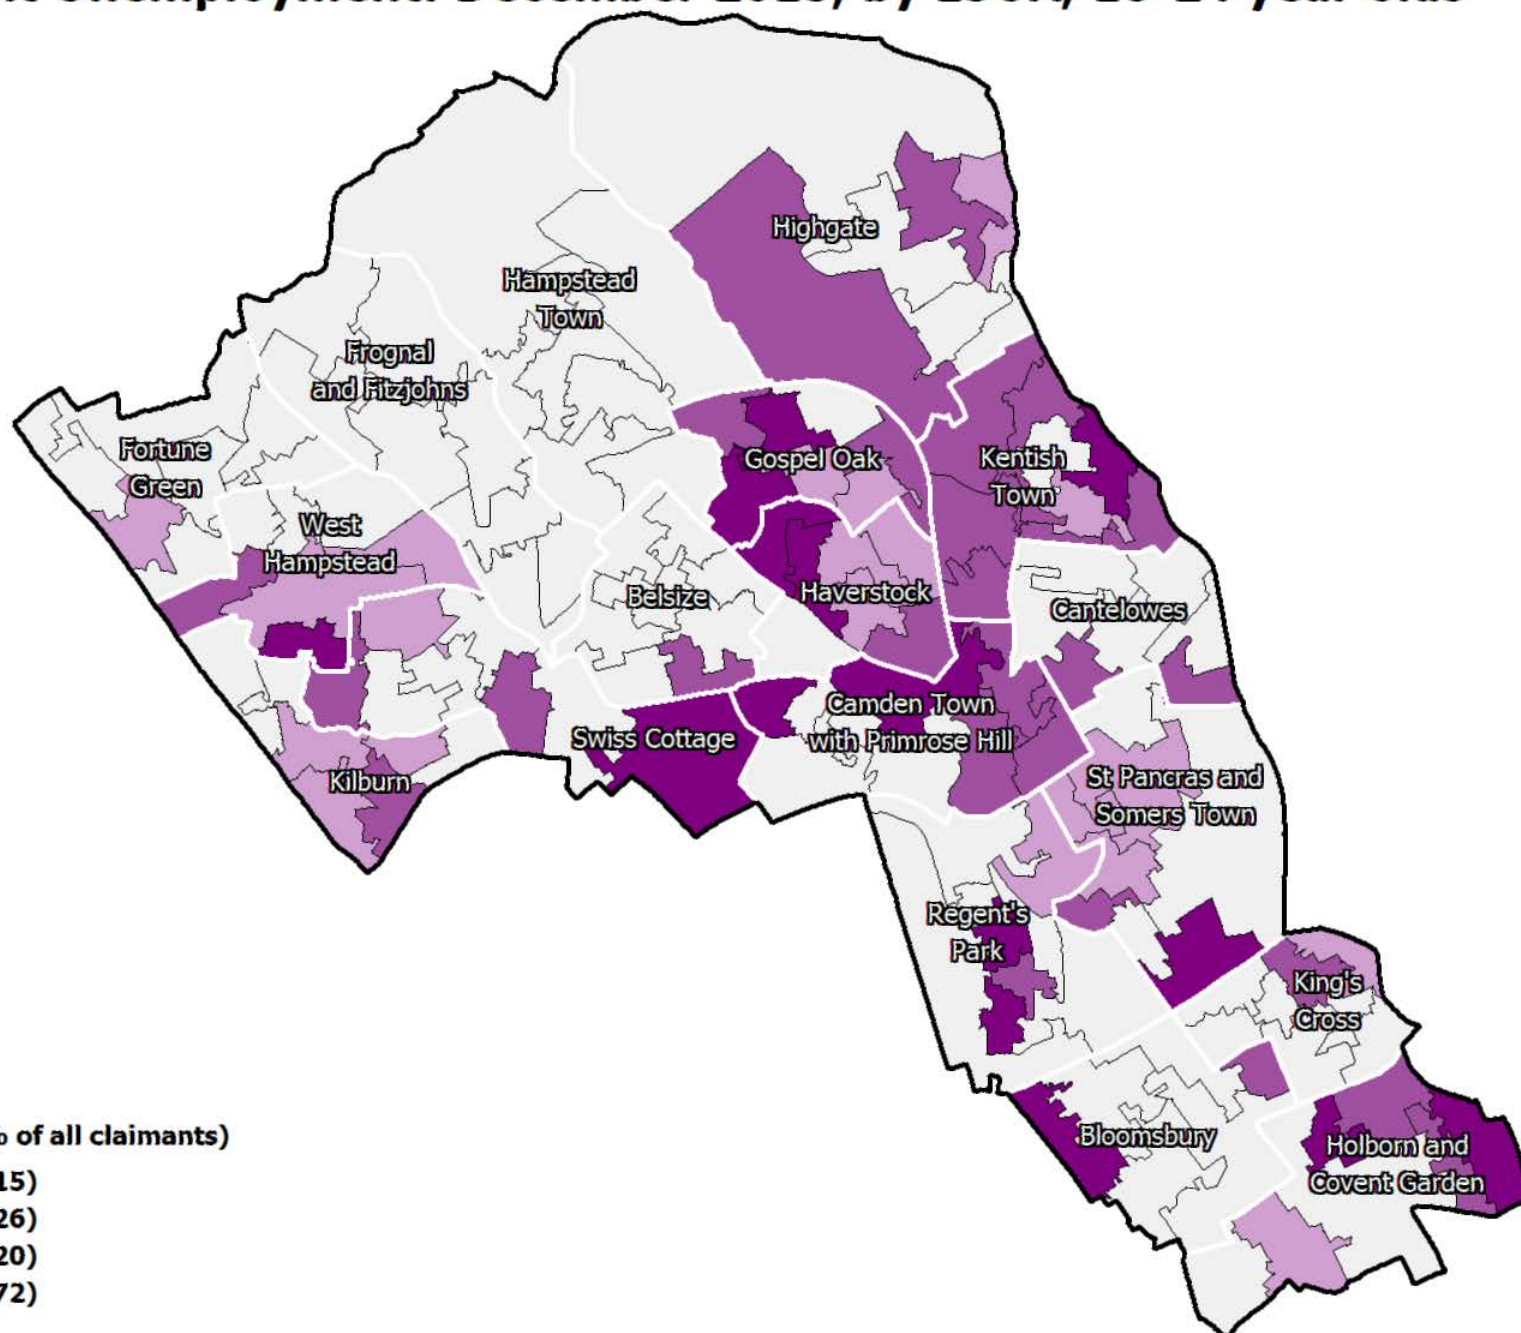 Highgate
Hampstead
Town
Frognal
and Fitzjohns
Fortune
Green
Gospel Oak
Kentish
Town
West
Hampstead
Belsize
Haverstock
Cantelowes
Camden Town
with Primrose Hill
Swiss Cottage
Kilburn
St Pancras and
Somers Town
Regent's
Park
King's
Cross
Bloomsbury
Holborn and
Covent Garden
of all claimants)
15)
26)
20)
72)